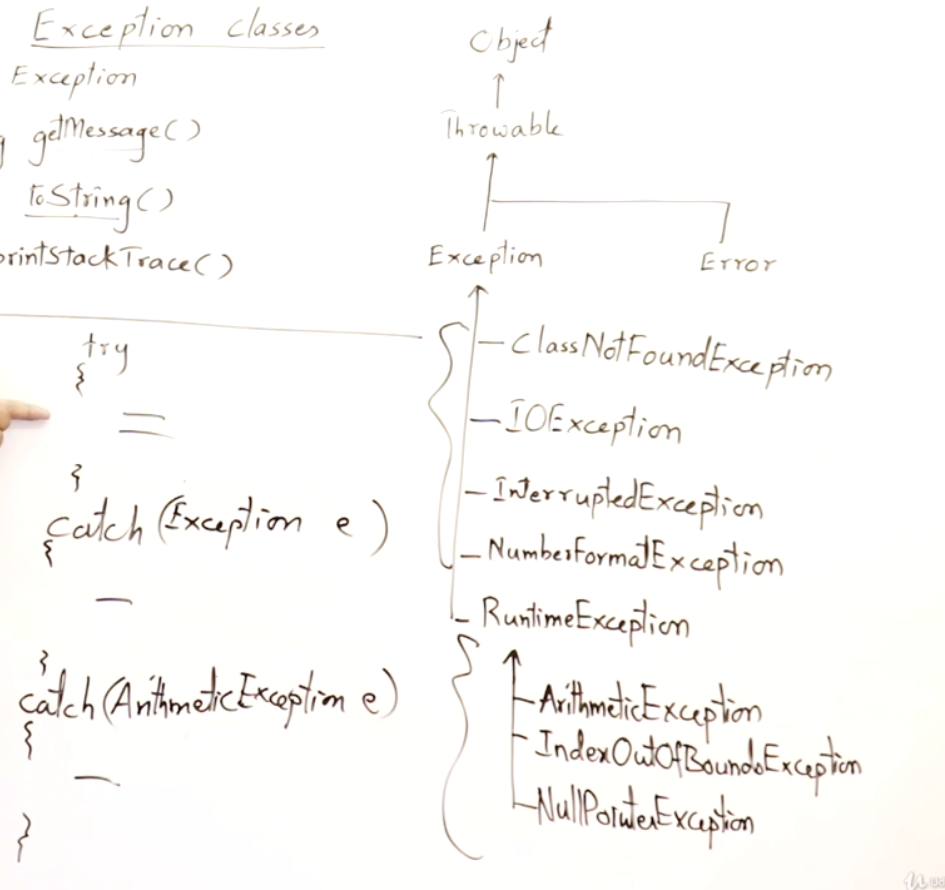 Exception classes
Exception
getMessage()
toString()
printStackTrace()
try
{
}
catch (Exception e)
{
}
catch (ArithmeticException e)
{
}
Object
Throwable
Exception
Error
ClassNotFoundException
IOException
InterruptedException
NumberFormatException
RuntimeException
ArithmeticException
IndexOutOfBoundsException
NullPointerException